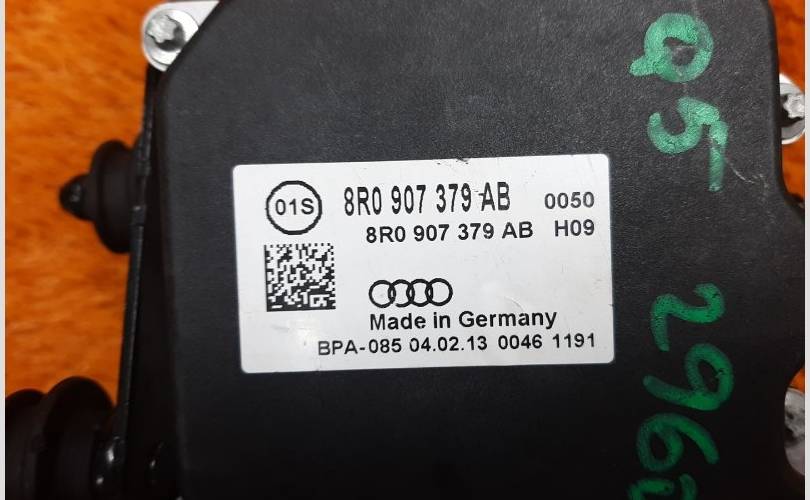 01S
8R0 907 379 AB 0050
8R0 907 379 AB H09
Made in Germany
BPA-085 04.02.13 0046 1191
Q5